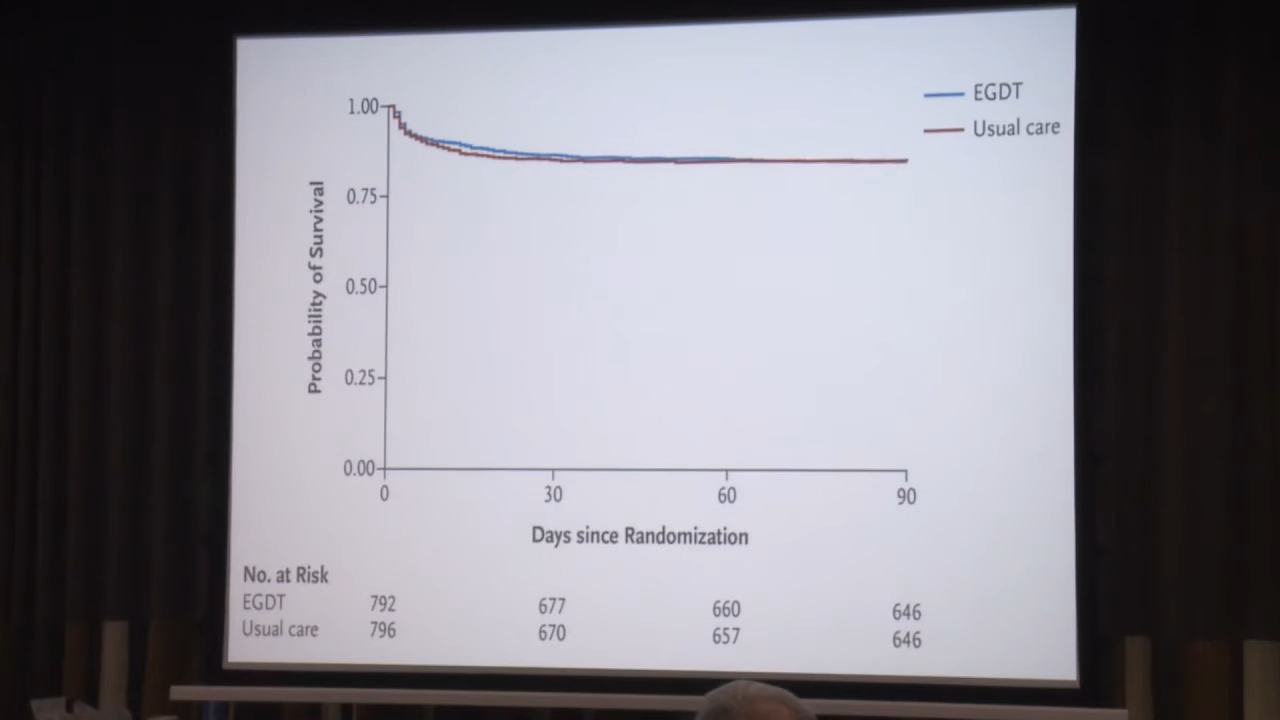 EGDT
Usual care
1.00
0.75
0.50
0.25
0.00
Probability of Survival
0 30 60 90
Days since Randomization
No. at Risk
EGDT 792 677 660 646
Usual care 796 670 657 646